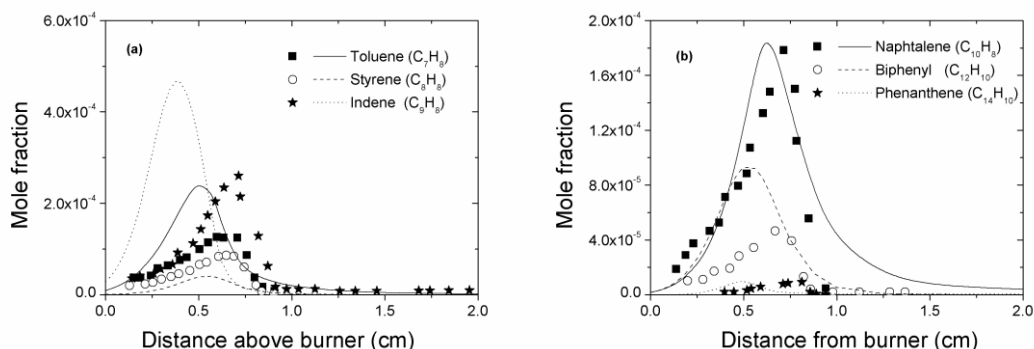 6.0x10⁻⁴
4.0x10⁻⁴
2.0x10⁻⁴
0.0
Mole fraction
(a)
Toluene (C₇H₈)
Styrene (C₈H₈)
Indene (C₉H₈)
0.0 0.5 1.0 1.5 2.0
Distance above burner (cm)
2.0x10⁻⁴
1.6x10⁻⁴
1.2x10⁻⁴
8.0x10⁻⁵
4.0x10⁻⁵
0.0
Mole fraction
(b)
Naphtalene (C₁₀H₈)
Biphenyl (C₁₂H₁₀)
Phenanthene (C₁₄H₁₀)
0.0 0.5 1.0 1.5 2.0
Distance from burner (cm)